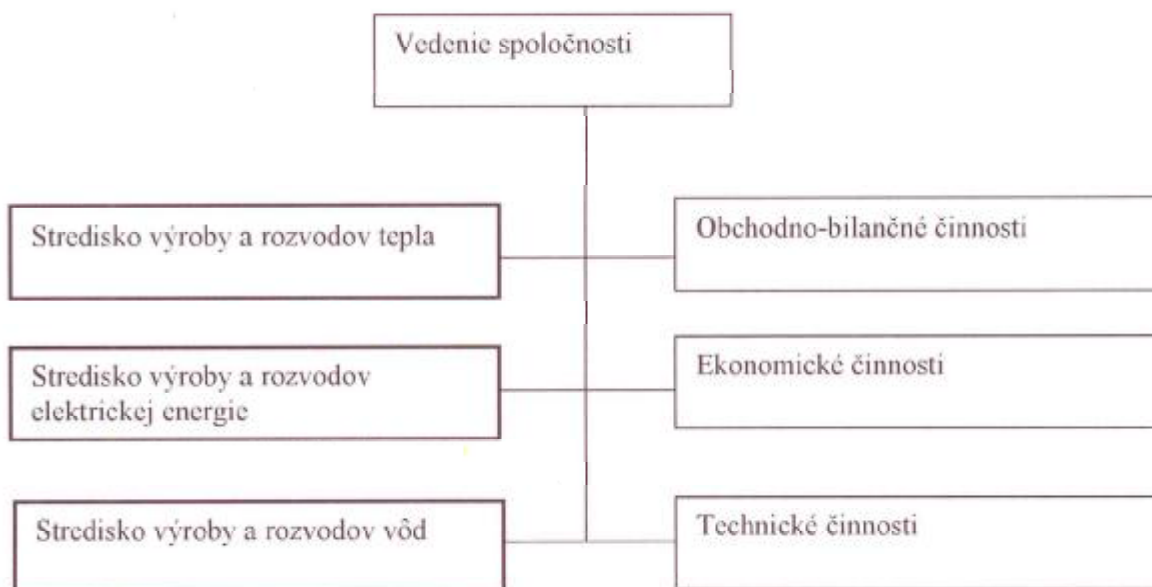 Vedenie spoločnosti
Stredisko výroby a rozvodov tepla
Obchodno-bilančné činnosti
Stredisko výroby a rozvodov
elektrickej energie
Ekonomické činnosti
Stredisko výroby a rozvodov vôd
Technické činnosti